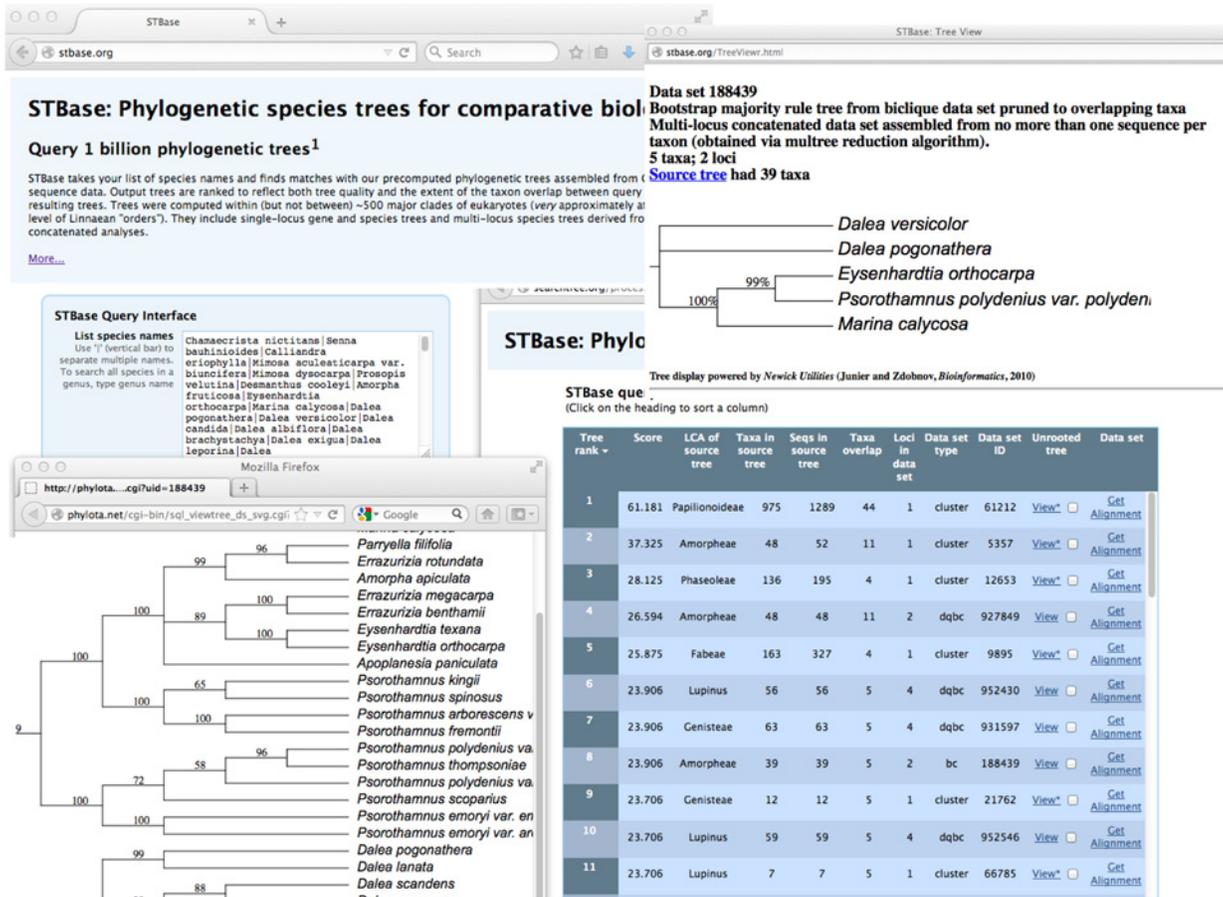 STBase
stbase.org
Search
STBase: Phylogenetic species trees for comparative biol
Query 1 billion phylogenetic trees1
STBase takes your list of species names and finds matches with our precomputed phylogenetic trees assembled from
sequence data. Output trees are ranked to reflect both tree quality and the extent of the taxon overlap between query
resulting trees. Trees were computed within (but not between) ~500 major clades of eukaryotes (very approximately at
level of Linnaean "orders"). They include single-locus gene and species trees and multi-locus species trees derived fro
concatenated analyses.
More...
STBase: Tree View
stbase.org/TreeViewr.html
Data set 188439
Bootstrap majority rule tree from biclique data set pruned to overlapping taxa
Multi-locus concatenated data set assembled from no more than one sequence per
taxon (obtained via multree reduction algorithm).
5 taxa; 2 loci
Source tree had 39 taxa
Dalea versicolor
Dalea pogonathera
99% Eysenhardtia orthocarpa
100% Psorothamnus polydenius var. polydeni
Marina calycosa
Tree display powered by Newick Utilities (Junier and Zdobnov, Bioinformatics, 2010)
STBase Query Interface
List species names
Use '|' (vertical bar) to
separate multiple names.
To search all species in a
genus, type genus name
Chamaecrista nictitans|Senna
bauhinioides|Calliandra
eriophylla|Mimosa aculeaticarpa var.
biuncifera|Mimosa dysocarpa|Prosopis
velutina|Desmanthus cooleyi|Amorpha
fruticosa|Eysenhardtia
orthocarpa|Marina calycosa|Dalea
pogonathera|Dalea versicolor|Dalea
candida|Dalea albiflora|Dalea
brachystachya|Dalea exigua|Dalea
leporina|Dalea
STBase: Phylo
STBase que
(Click on the heading to sort a column)
Tree rank Score LCA of source tree Taxa in source tree Seqs in source tree Taxa overlap Loci in data set Data set type Data set ID Unrooted tree Data set
1 61.181 Papilionoideae 975 1289 44 1 cluster 61212 View* Get Alignment
2 37.325 Amorpheae 48 52 11 1 cluster 5357 View* Get Alignment
3 28.125 Phaseoleae 136 195 4 1 cluster 12653 View* Get Alignment
4 26.594 Amorpheae 48 48 11 2 dqbc 927849 View Get Alignment
5 25.875 Fabeae 163 327 4 1 cluster 9895 View* Get Alignment
6 23.906 Lupinus 56 56 5 4 dqbc 952430 View Get Alignment
7 23.906 Genisteae 63 63 5 4 dqbc 931597 View Get Alignment
8 23.906 Amorpheae 39 39 5 2 bc 188439 View Get Alignment
9 23.706 Genisteae 12 12 5 1 cluster 21762 View* Get Alignment
10 23.706 Lupinus 59 59 5 4 dqbc 952546 View Get Alignment
11 23.706 Lupinus 7 7 5 1 cluster 66785 View* Get Alignment
Mozilla Firefox
http://phylota.....cgi?uid=188439
phylota.net/cgi-bin/sql_viewtree_ds_svg.cgi
Google
96 Parryella filifolia
99 Errazurizia rotundata
Amorpha apiculata
100 Errazurizia megacarpa
100 89 Errazurizia benthamii
100 Eysenhardtia texana
Eysenhardtia orthocarpa
100 Apoplanesia paniculata
65 Psorothamnus kingii
100 Psorothamnus spinosus
100 Psorothamnus arborescens v
9 Psorothamnus fremontii
96 Psorothamnus polydenius va
58 Psorothamnus thompsoniae
72 Psorothamnus polydenius va
100 Psorothamnus scoparius
100 Psorothamnus emoryi var. en
Psorothamnus emoryi var. ar
99 Dalea pogonathera
Dalea lanata
88 Dalea scandens